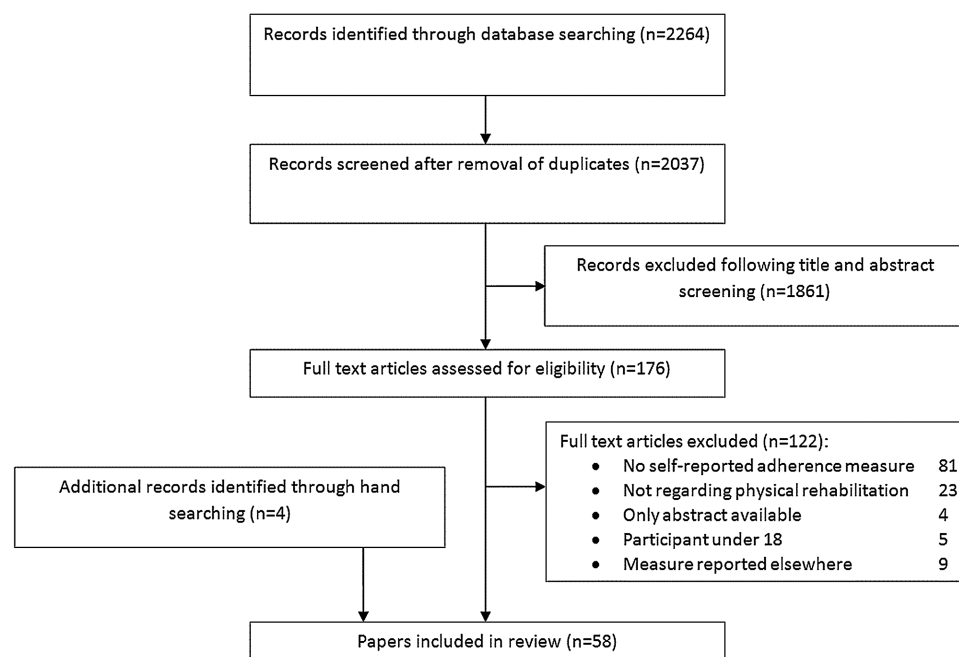 Records identified through database searching (n=2264)
Records screened after removal of duplicates (n=2037)
Records excluded following title and abstract
screening (n=1861)
Full text articles assessed for eligibility (n=176)
Full text articles excluded (n=122):
• No self-reported adherence measure 81
• Not regarding physical rehabilitation 23
• Only abstract available 4
• Participant under 18 5
• Measure reported elsewhere 9
Additional records identified through hand
searching (n=4)
Papers included in review (n=58)